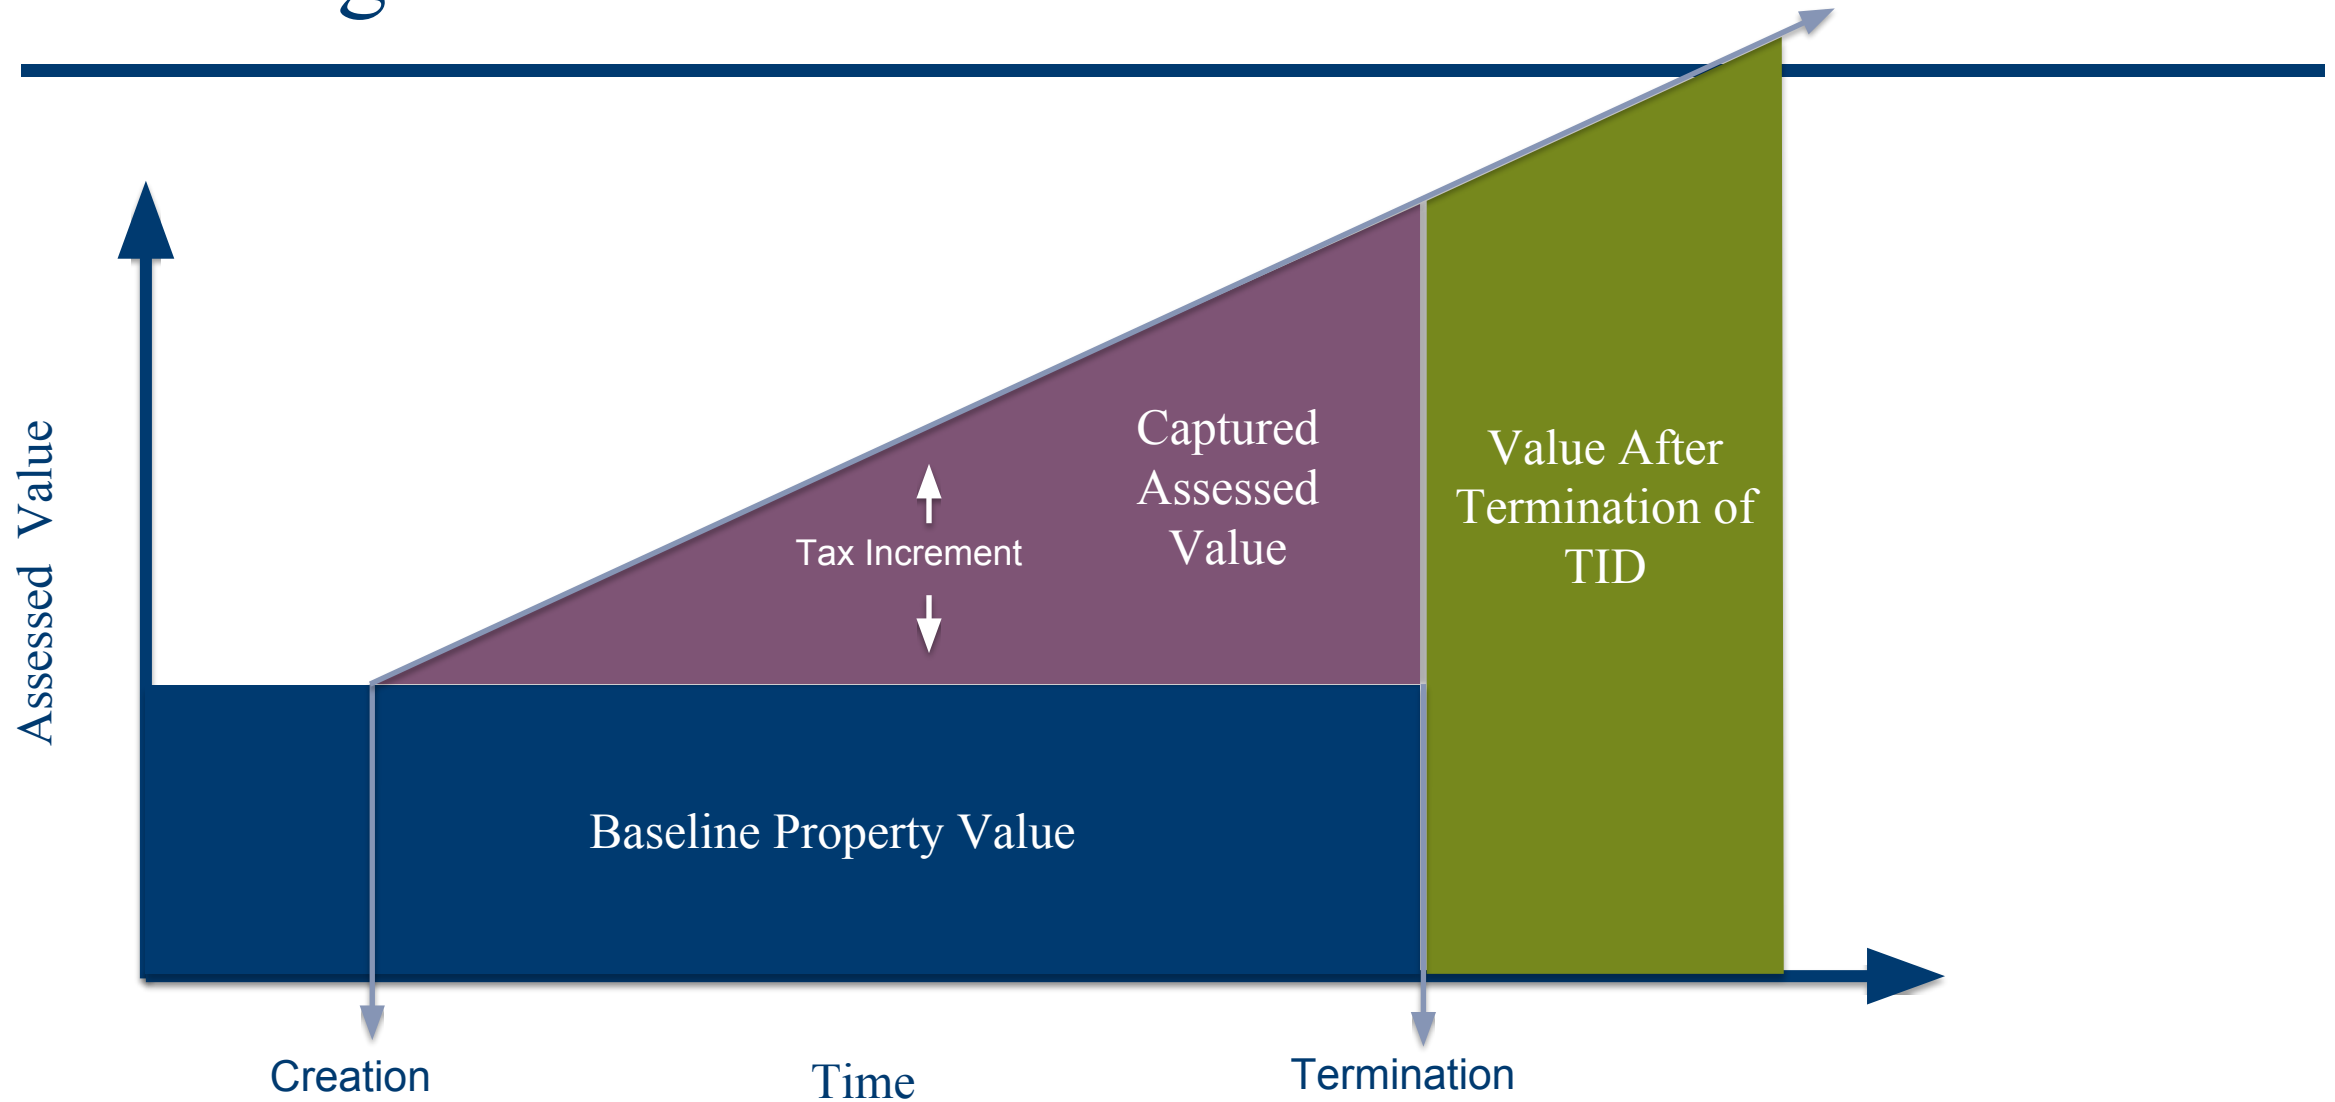 Assessed Value
Captured
Assessed
Value
Value After
Termination of
TID
Tax Increment
Baseline Property Value
Creation
Time
Termination